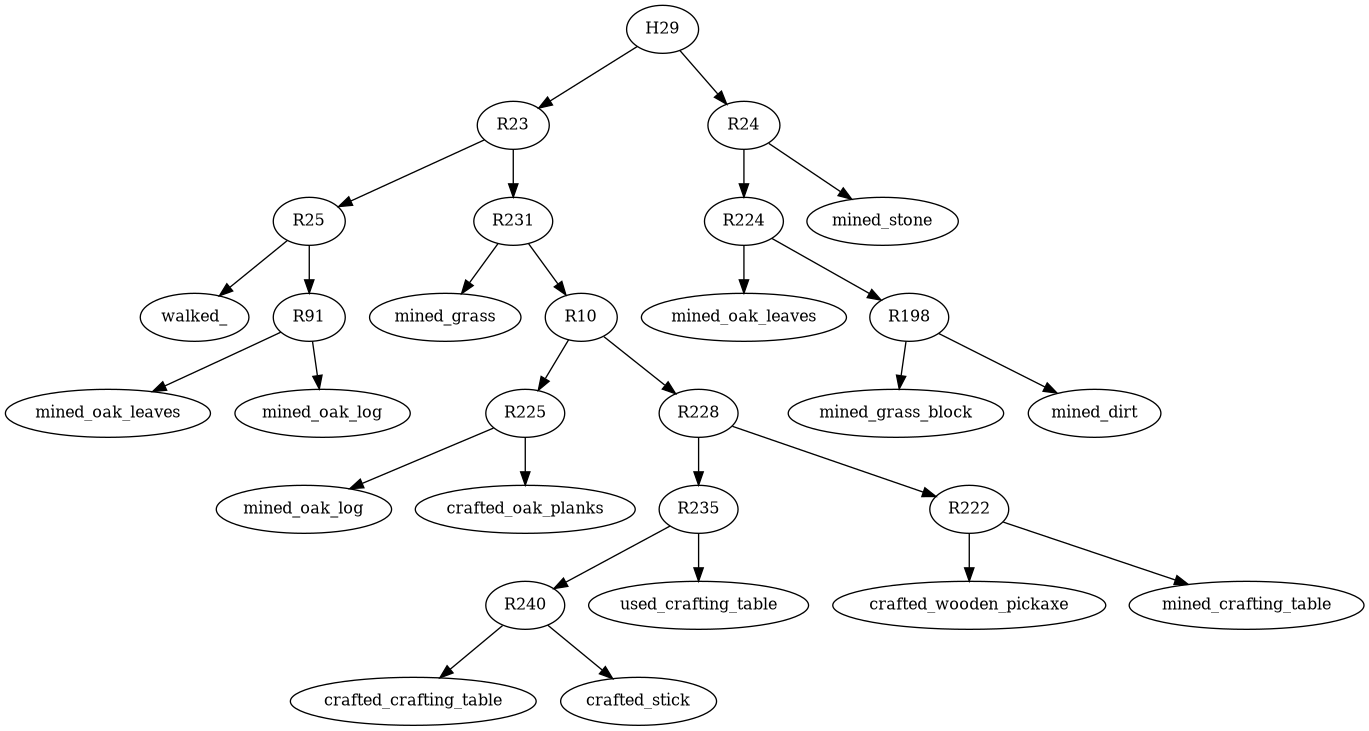 H29
R23
R24
R25
R231
R224
mined_stone
walked_
R91
mined_grass
R10
mined_oak_leaves
R198
mined_oak_leaves
mined_oak_log
R225
R228
mined_grass_block
mined_dirt
mined_oak_log
crafted_oak_planks
R235
R222
R240
used_crafting_table
crafted_wooden_pickaxe
mined_crafting_table
crafted_crafting_table
crafted_stick